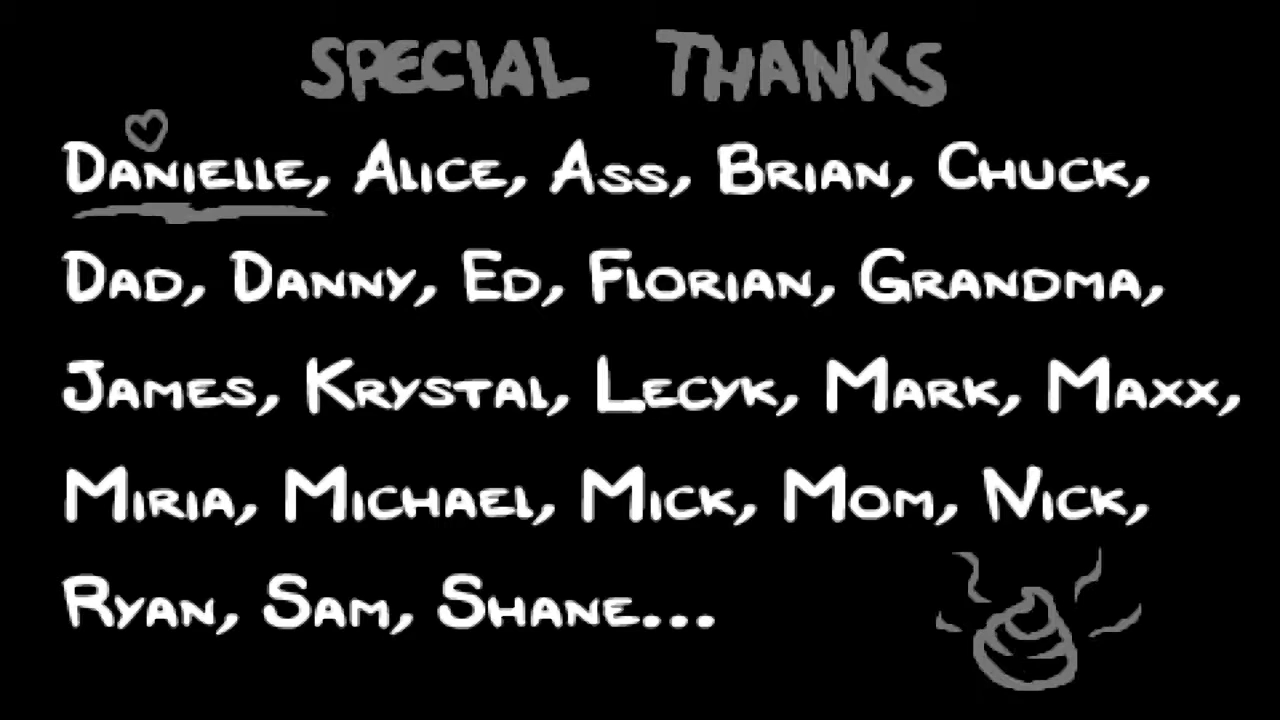 SPECIAL THANKS
DANIELLE, ALICE, ASS, BRIAN, CHUCK,
DAD, DANNY, ED, FLORIAN, GRANDMA,
JAMES, KRYSTAL, LECYK, MARK, MAXX,
MIRIA, MICHAEL, MICK, MOM, NICK,
RYAN, SAM, SHANE...